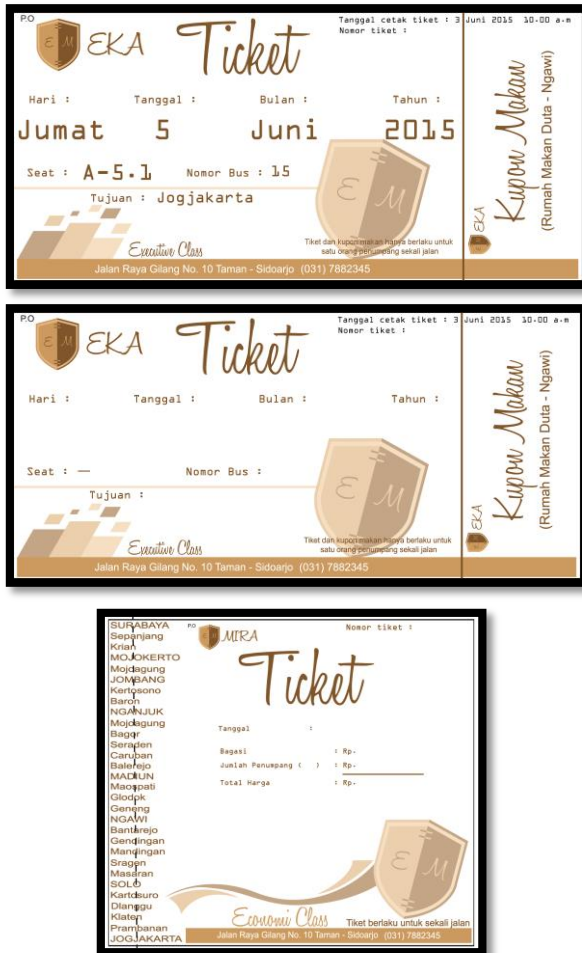 P.O
E M
EKA
Ticket
Tanggal cetak tiket : 3 Juni 2015 10.00 a.m
Nomor tiket :
Hari : Tanggal : Bulan : Tahun :
Jumat 5 Juni 2015
Seat : A-5.1 Nomor Bus : 15
Tujuan : Jogjakarta
E M
Executive Class
Tiket dan kupon makan hanya berlaku untuk
satu orang penumpang sekali jalan
Jalan Raya Gilang No. 10 Taman - Sidoarjo (031) 7882345
EKA
Kupon Makan
(Rumah Makan Duta - Ngawi)
P.O
E M
EKA
Ticket
Tanggal cetak tiket : 3 Juni 2015 10.00 a.m
Nomor tiket :
Hari : Tanggal : Bulan : Tahun :
Seat : — Nomor Bus :
Tujuan :
E M
Executive Class
Tiket dan kupon makan hanya berlaku untuk
satu orang penumpang sekali jalan
Jalan Raya Gilang No. 10 Taman - Sidoarjo (031) 7882345
EKA
Kupon Makan
(Rumah Makan Duta - Ngawi)
SURABAYA
Sepanjang
Krian
MOJOKERTO
Mojoagung
JOMBANG
Kertosono
Baron
NGANJUK
Mojdagung
Bagor
Seraden
Caruban
Balerejo
MADIUN
Maospati
Glodok
Geneng
NGAWI
Bantarejo
Gendingan
Mandingan
Sragen
Masaran
SOLO
Kartosuro
Dlanggu
Klaten
Prambanan
JOGJAKARTA
P.O
MIRA
Nomor tiket :
Ticket
Tanggal :
Bagasi : Rp.
Jumlah Penumpang ( ) : Rp.
Total Harga : Rp.
E M
Economi Class
Tiket berlaku untuk sekali jalan
Jalan Raya Gilang No. 10 Taman - Sidoarjo (031) 7882345